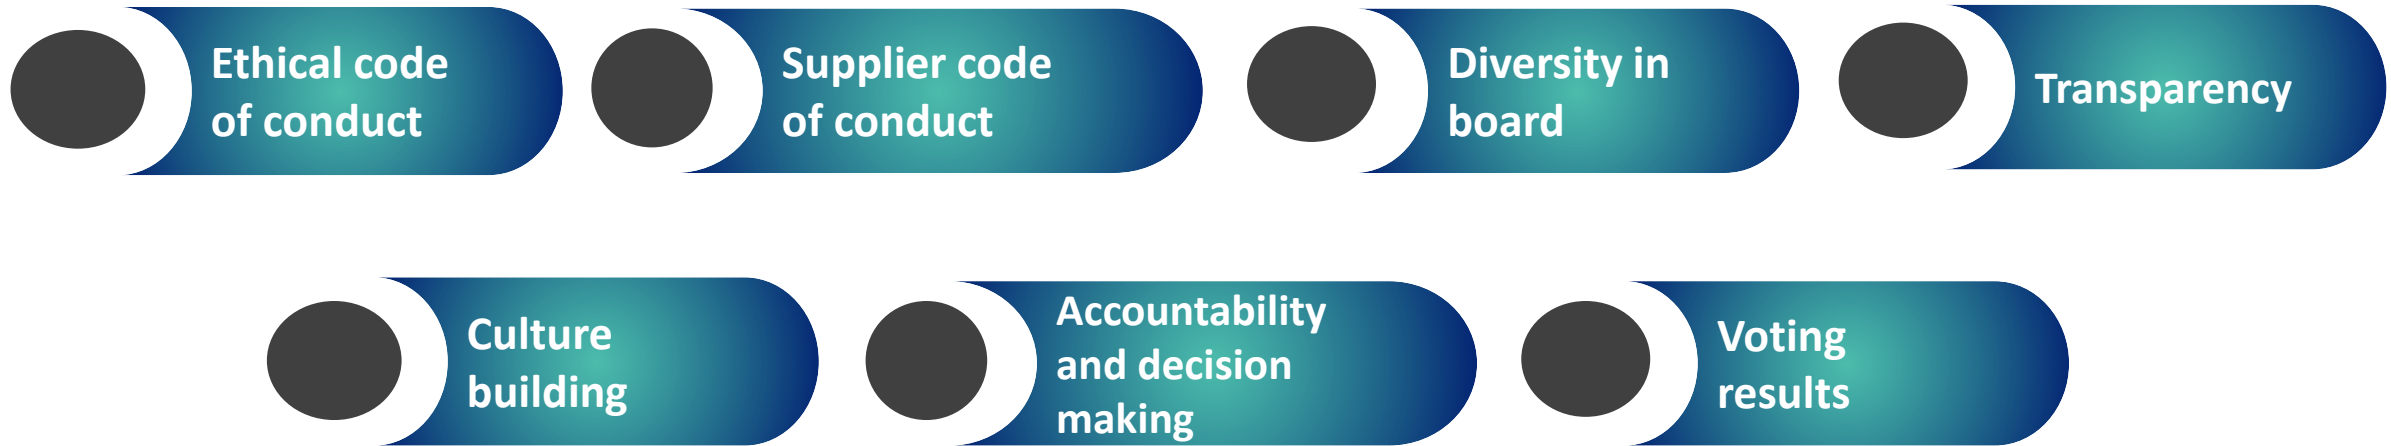 Ethical code
of conduct
Supplier code
of conduct
Diversity in
board
Transparency
Culture
building
Accountability
and decision
making
Voting
results